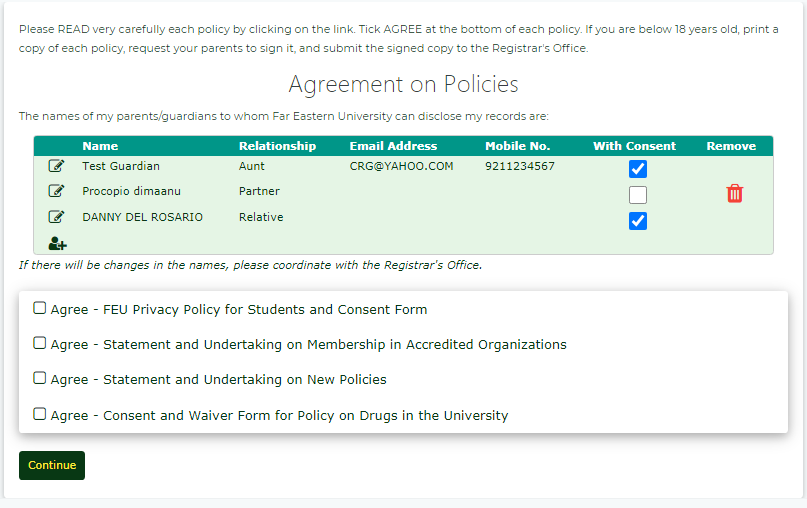 Please READ very carefully each policy by clicking on the link. Tick AGREE at the bottom of each policy. If you are below 18 years old, print a
copy of each policy, request your parents to sign it, and submit the signed copy to the Registrar's Office.
Agreement on Policies
The names of my parents/guardians to whom Far Eastern University can disclose my records are:
Name Relationship Email Address Mobile No. With Consent Remove
Test Guardian Aunt CRG@YAHOO.COM 9211234567
Procopio dimaanu Partner
DANNY DEL ROSARIO Relative
If there will be changes in the names, please coordinate with the Registrar's Office.
Agree - FEU Privacy Policy for Students and Consent Form
Agree - Statement and Undertaking on Membership in Accredited Organizations
Agree - Statement and Undertaking on New Policies
Agree - Consent and Waiver Form for Policy on Drugs in the University
Continue